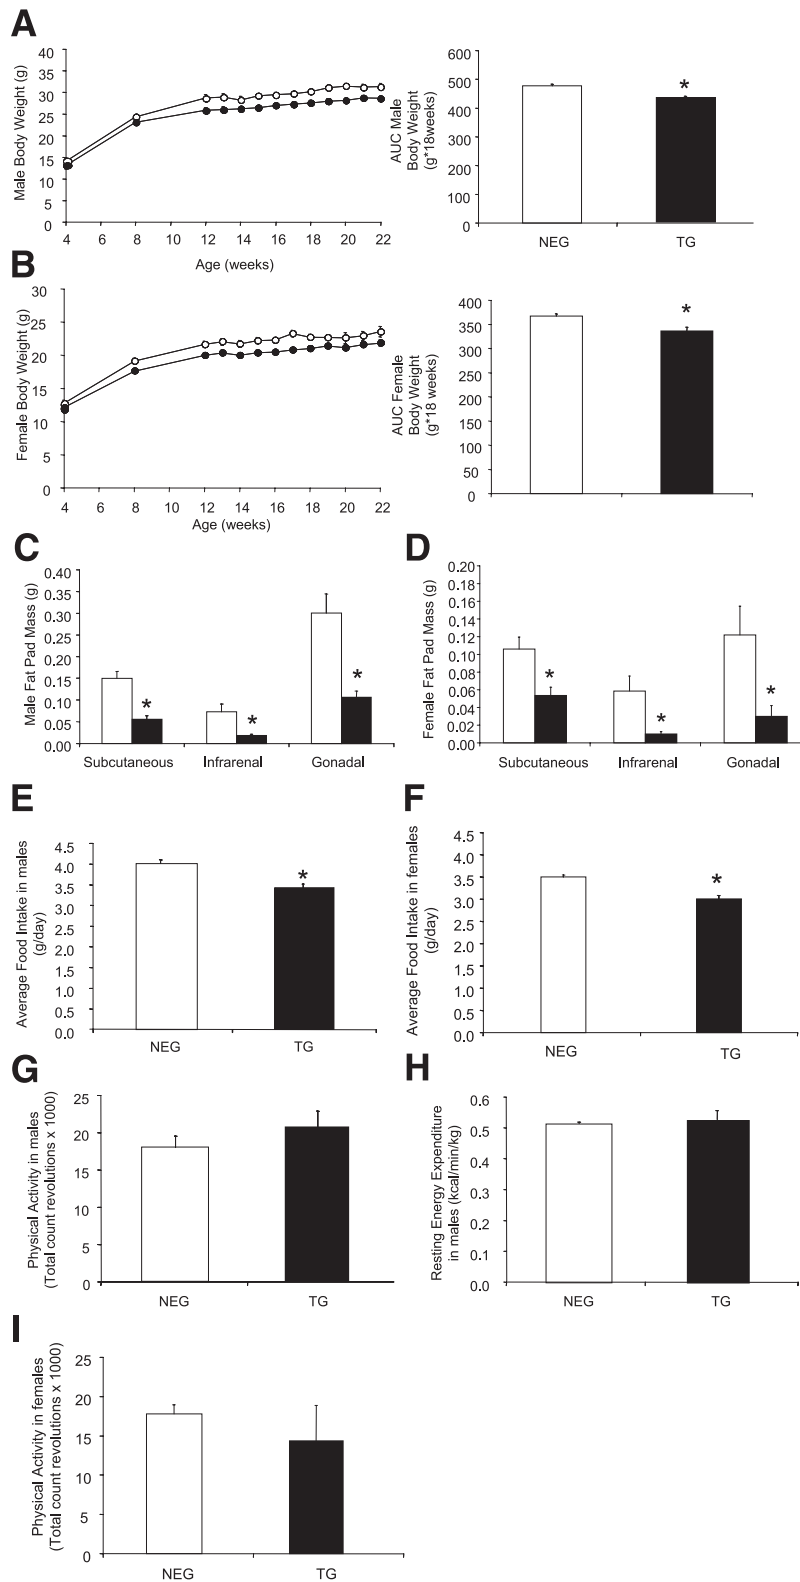 A
Male Body Weight (g)
40
35
30
25
20
15
10
5
0
4 6 8 10 12 14 16 18 20 22
Age (weeks)
AUC Male
Body Weight
(g*18weeks)
600
500
400
300
200
100
0
*
NEG TG
B
Female Body Weight (g)
30
25
20
15
10
5
0
4 6 8 10 12 14 16 18 20 22
Age (weeks)
AUC Female
Body Weight
(g*18 weeks)
400
350
300
250
200
150
100
50
0
*
C
Male Fat Pad Mass (g)
0.40
0.35
0.30
0.25
0.20
0.15
0.10
0.05
0.00
* * *
Subcutaneous Infrarenal Gonadal
D
Female Fat Pad Mass (g)
0.20
0.18
0.16
0.14
0.12
0.10
0.08
0.06
0.04
0.02
0.00
* * *
Subcutaneous Infrarenal Gonadal
E
Average Food Intake in males
(g/day)
4.5
4.0
3.5
3.0
2.5
2.0
1.5
1.0
0.5
0.0
*
NEG TG
F
Average Food Intake in females
(g/day)
4.5
4.0
3.5
3.0
2.5
2.0
1.5
1.0
0.5
0.0
*
NEG TG
G
Physical Activity in males
(Total count revolutions x 1000)
25
20
15
10
5
0
NEG TG
H
Resting Energy Expenditure
in males (kcal/min/kg)
0.6
0.5
0.4
0.3
0.2
0.1
0.0
NEG TG
I
Physical Activity in females
(Total count revolutions x 1000)
25
20
15
10
5
0
NEG TG